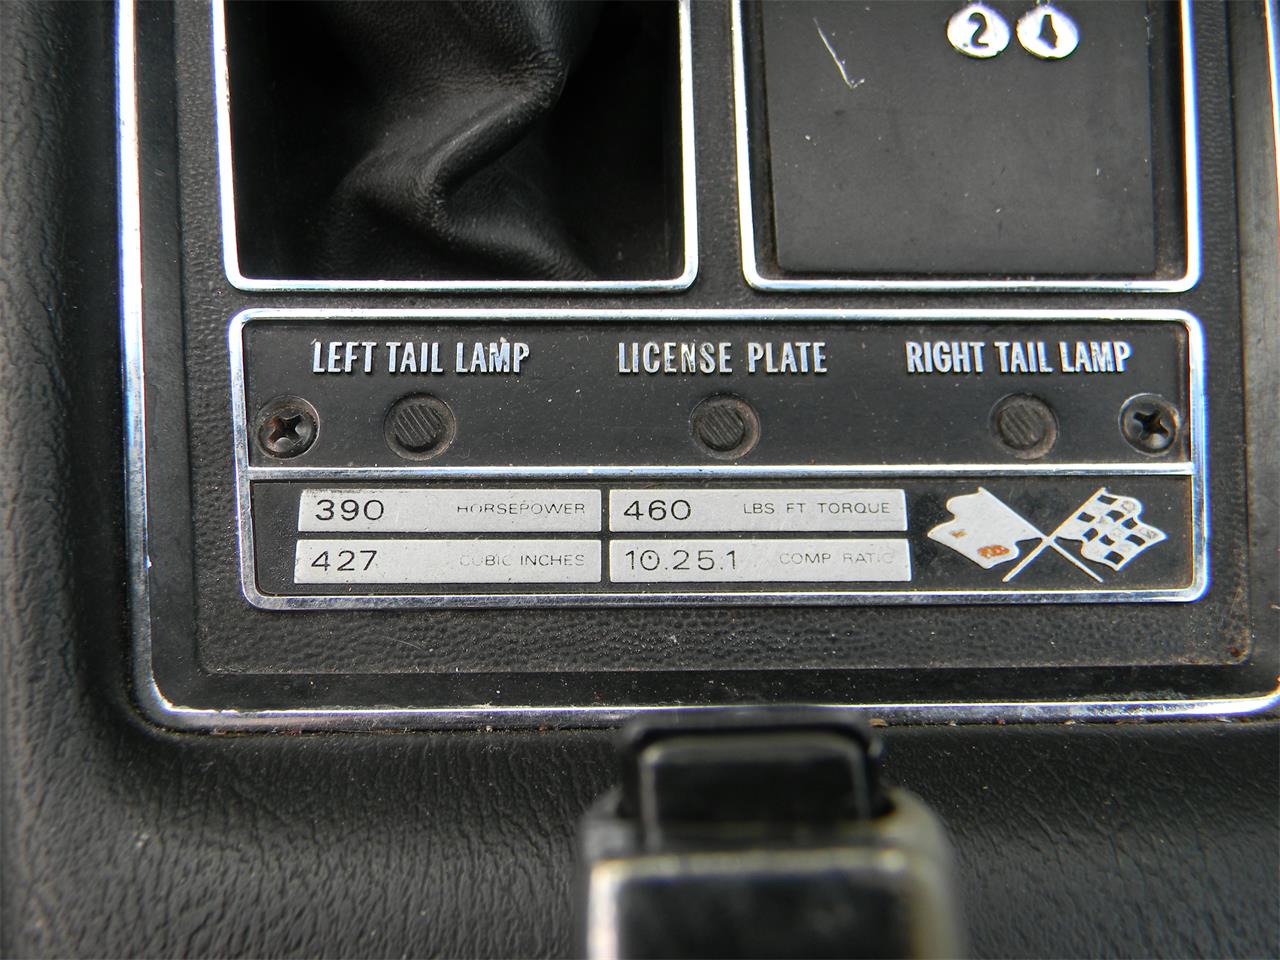 2 4
LEFT TAIL LAMP LICENSE PLATE RIGHT TAIL LAMP
390 HORSEPOWER 460 LBS FT TORQUE
427 CUBIC INCHES 10.25.1 COMP RATIO